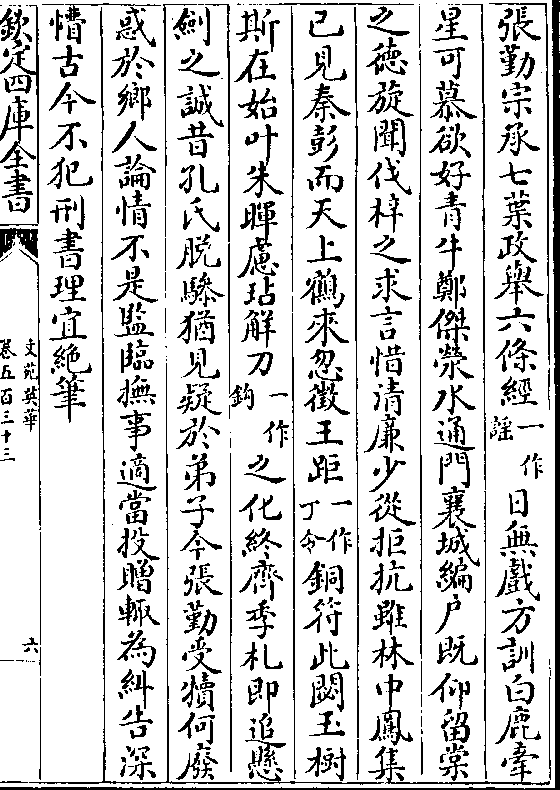 張勤宗承七葉政舉六條經一作謡日無戲方訓白鹿牽
星可慕欲好青牛鄭傑滎水通門襄城編户既仰留棠
之徳旋聞伐梓之求言惜清廉少從拒抗雖林中鳳集
已見秦彭而天上鶴來忽徵王距一作丁令銅符此闕玉樹
斯在始叶朱暉慮玷解刀一作鈎之化終齊季札即追懸
劍之誠昔孔氏脱驂猶見疑於弟子今張勤受犢何廢
惑於鄉人論情不是監臨撫事適當投贈輙為糾告深
懵古今不犯刑書理宜絶筆
欽定四庫全書
文苑英華
卷五百三十三
六